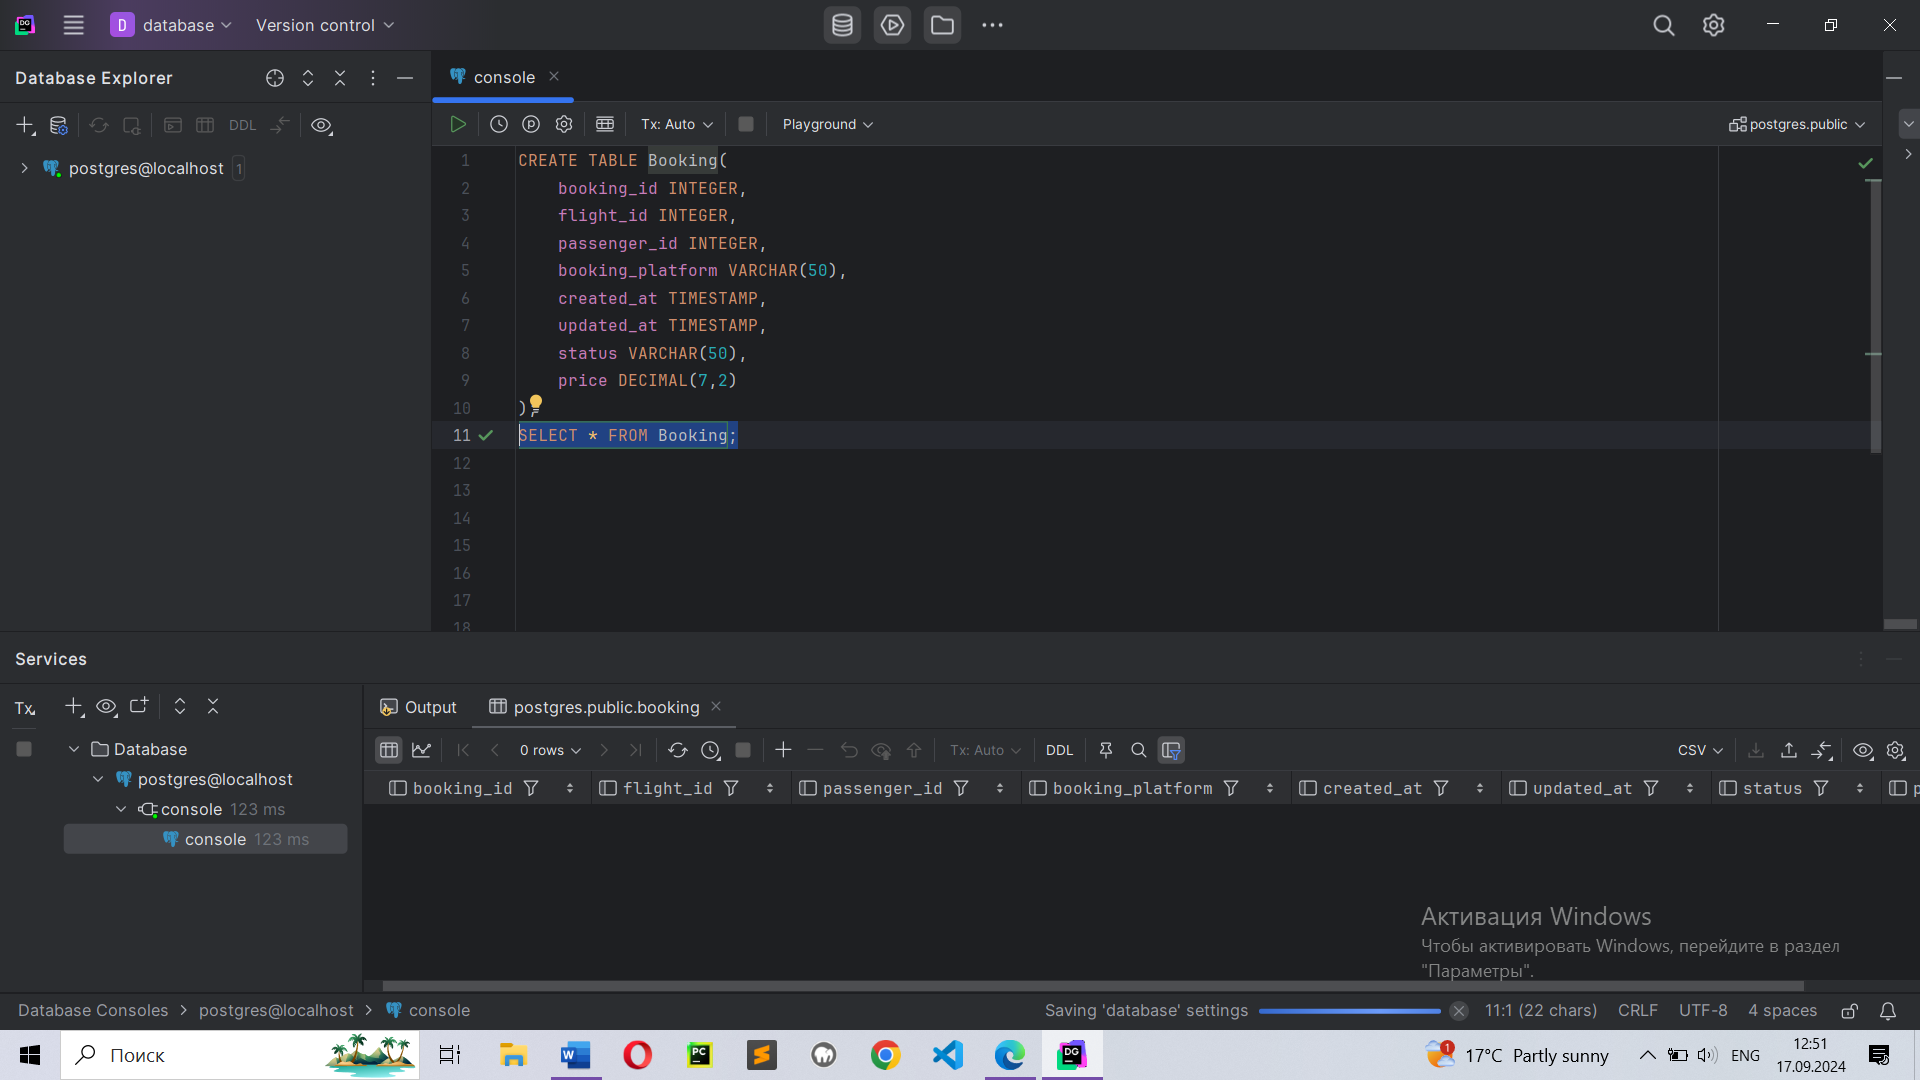 D database Version control
Database Explorer
console
DDL
Tx: Auto Playground postgres.public
postgres@localhost 1
1 CREATE TABLE Booking(
2 booking_id INTEGER,
3 flight_id INTEGER,
4 passenger_id INTEGER,
5 booking_platform VARCHAR(50),
6 created_at TIMESTAMP,
7 updated_at TIMESTAMP,
8 status VARCHAR(50),
9 price DECIMAL(7,2)
10 )
11 SELECT * FROM Booking;
12
13
14
15
16
17
18
Services
Tx
Output postgres.public.booking
Database
postgres@localhost
console 123 ms
console 123 ms
0 rows Tx: Auto DDL CSV
booking_id flight_id passenger_id booking_platform created_at updated_at status p
Активация Windows
Чтобы активировать Windows, перейдите в раздел
"Параметры".
Database Consoles postgres@localhost console Saving 'database' settings 11:1 (22 chars) CRLF UTF-8 4 spaces
Поиск
W
PC
DG
1
17°C Partly sunny
ENG
12:51
17.09.2024